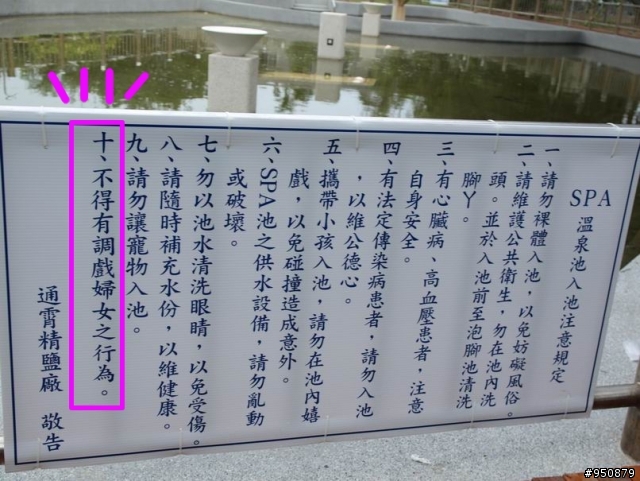 SPA
溫泉池入池注意規定
一、請勿裸體入池，以免妨礙風俗。
二、請維護公共衛生，勿在池內洗
頭。並於入池前至泡腳池清洗
腳丫。
三、有心臟病、高血壓患者，注意
自身安全。
四、有法定傳染病患者，請勿入池
，以維公德心。
五、攜帶小孩入池，請勿在池內嬉
戲，以免碰撞造成意外。
六、SPA池之供水設備，請勿亂動
或破壞。
七、勿以池水清洗眼睛，以免受傷。
八、請隨時補充水份，以維健康。
九、請勿讓寵物入池。
十、不得有調戲婦女之行為。
通霄精鹽廠 敬告
#950879